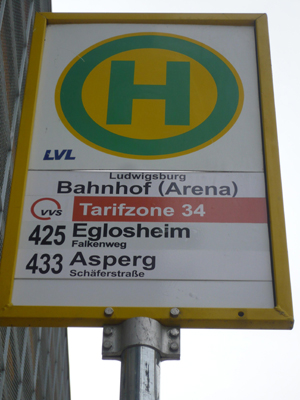 H
LVL
Ludwigsburg
Bahnhof (Arena)
VVS Tarifzone 34
425 Eglosheim
Falkenweg
433 Asperg
Schäferstraße